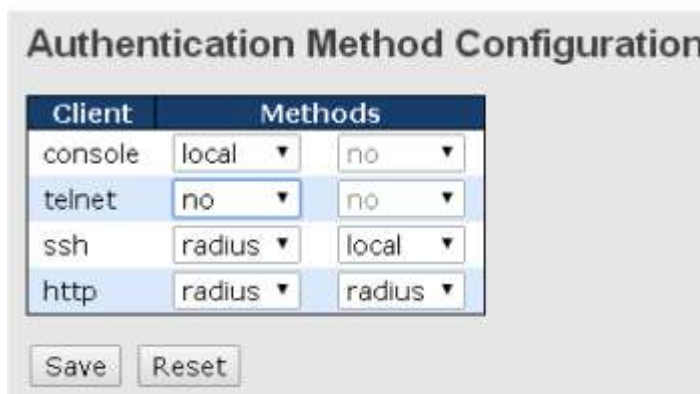 Authentication Method Configuration
Client Methods
console local no
telnet no no
ssh radius local
http radius radius
Save Reset